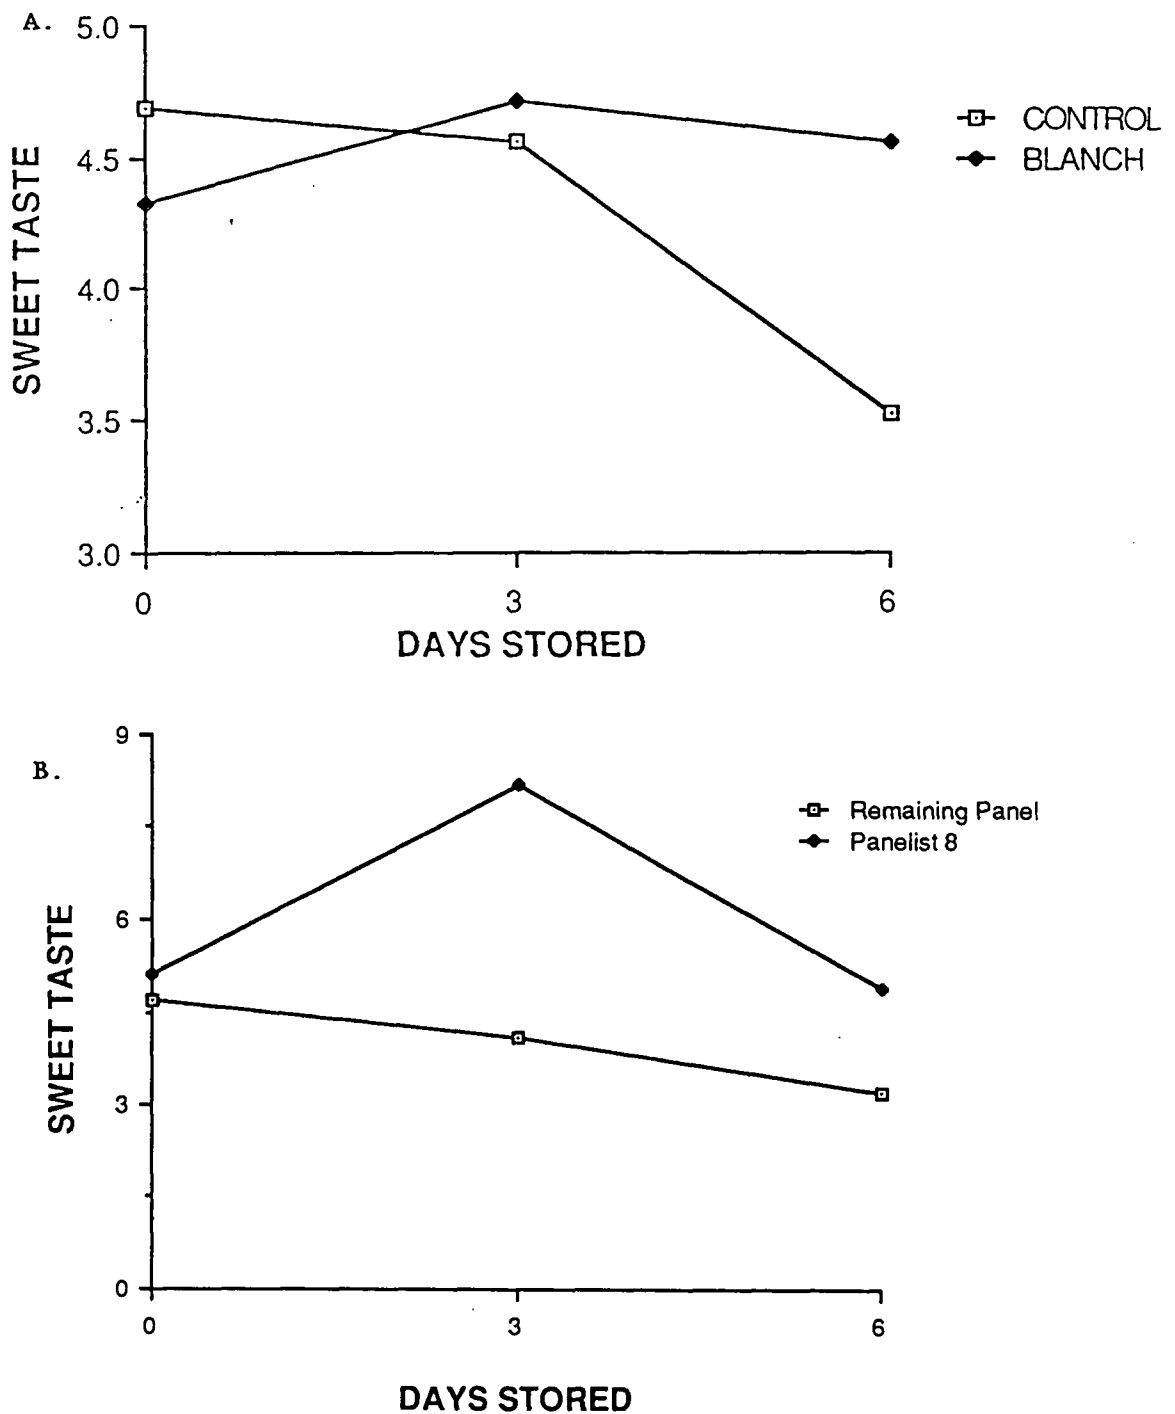 A.
5.0
4.5
4.0
3.5
3.0
SWEET TASTE
CONTROL
BLANCH
0 3 6
DAYS STORED
B.
9
6
3
0
SWEET TASTE
Remaining Panel
Panelist 8
0 3 6
DAYS STORED